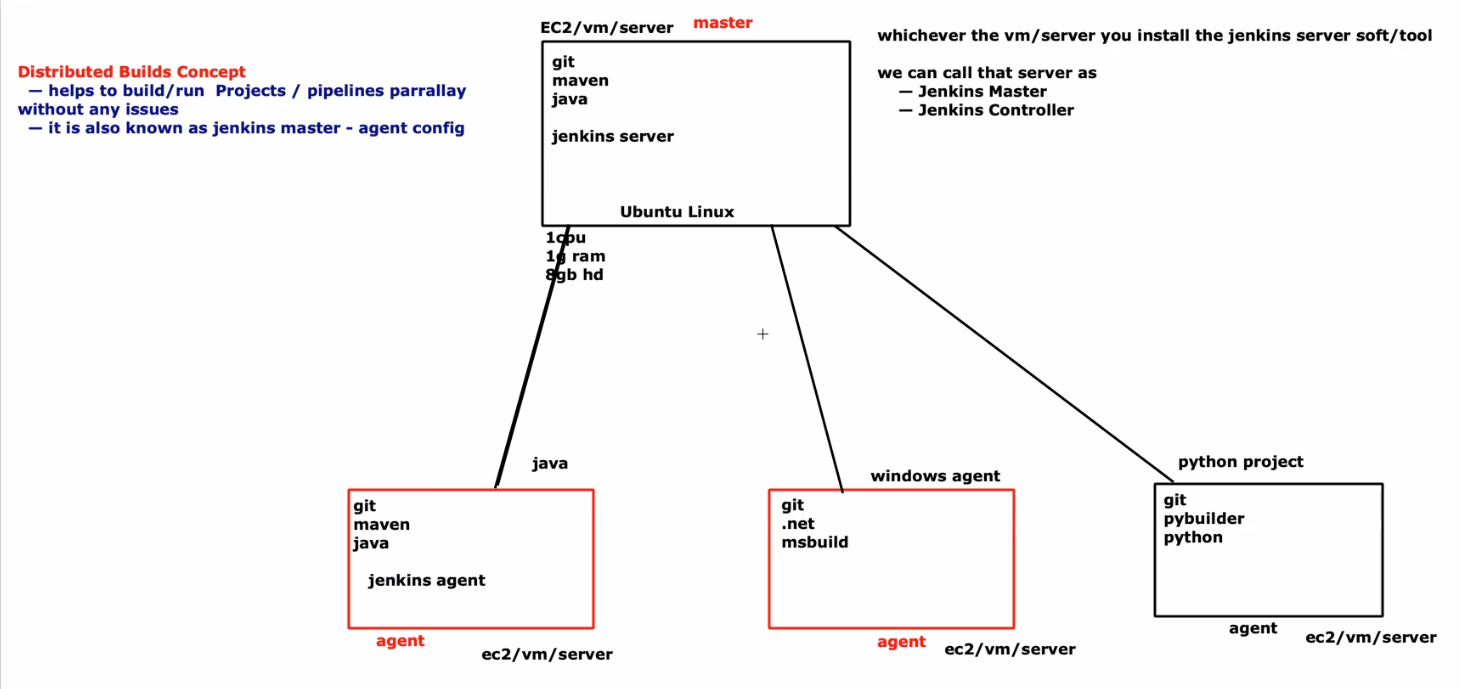 EC2/vm/server master
git
maven
java
jenkins server
Ubuntu Linux
1cpu
1g ram
8gb hd
Distributed Builds Concept
— helps to build/run Projects / pipelines parrallay
without any issues
— it is also known as jenkins master - agent config
whichever the vm/server you install the jenkins server soft/tool
we can call that server as
— Jenkins Master
— Jenkins Controller
java
git
maven
java
jenkins agent
agent
ec2/vm/server
windows agent
git
.net
msbuild
agent
ec2/vm/server
python project
git
pybuilder
python
agent
ec2/vm/server